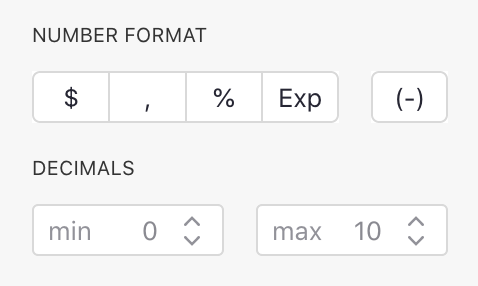 NUMBER FORMAT
$ , % Exp (-)
DECIMALS
min 0 max 10